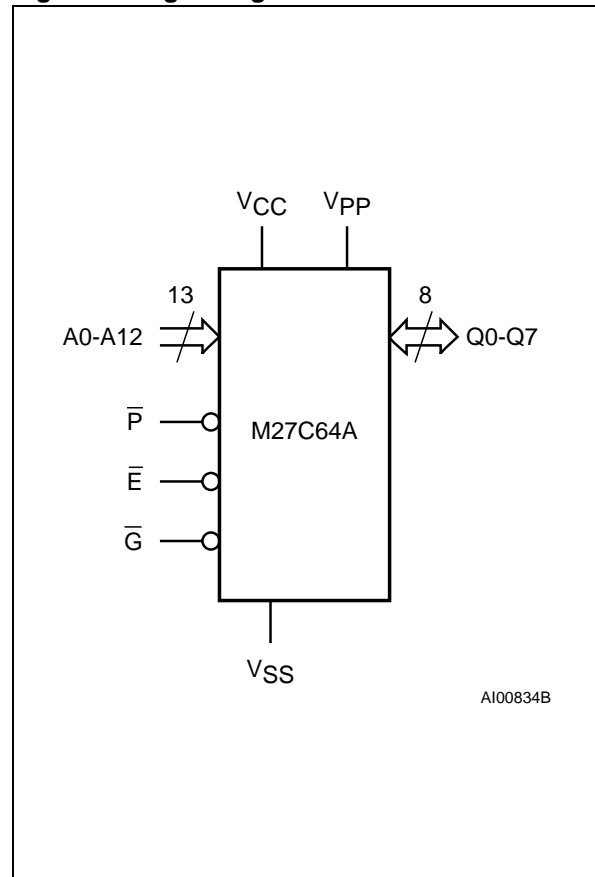 VCC VPP
13 8
A0-A12 Q0-Q7
P̅
M27C64A
E̅
G̅
VSS
AI00834B